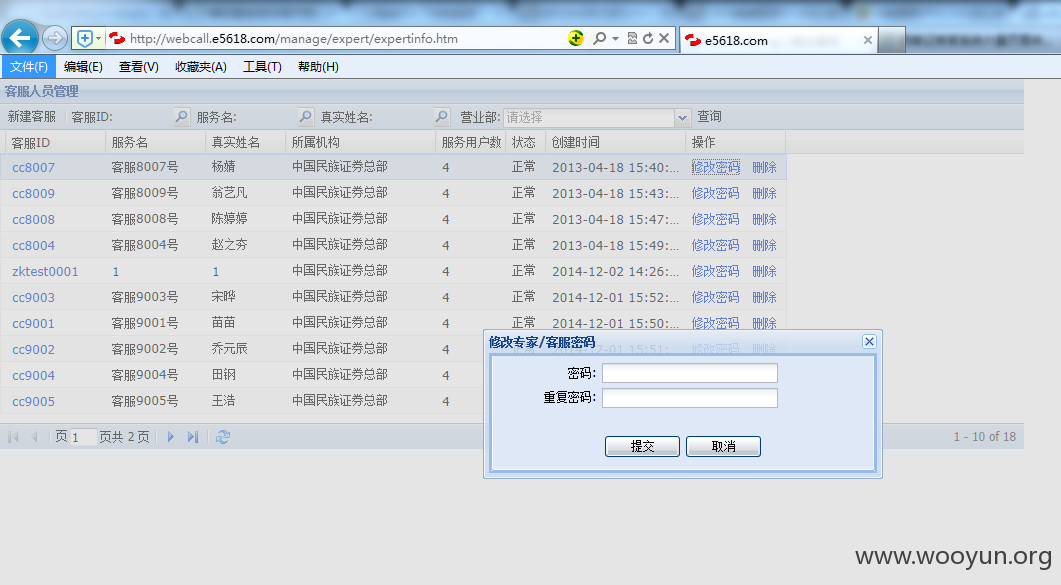 http://webcall.e5618.com/manage/expert/expertinfo.htm
e5618.com
文件(F) 编辑(E) 查看(V) 收藏夹(A) 工具(T) 帮助(H)
客服人员管理
新建客服 客服ID: 服务名: 真实姓名: 营业部: 请选择 查询
客服ID 服务名 真实姓名 所属机构 服务用户数 状态 创建时间 操作
cc8007 客服8007号 杨婧 中国民族证券总部 4 正常 2013-04-18 15:40:... 修改密码 删除
cc8009 客服8009号 翁艺凡 中国民族证券总部 4 正常 2013-04-18 15:43:... 修改密码 删除
cc8008 客服8008号 陈婷婷 中国民族证券总部 4 正常 2013-04-18 15:47:... 修改密码 删除
cc8004 客服8004号 赵之夯 中国民族证券总部 4 正常 2013-04-18 15:49:... 修改密码 删除
zktest0001 1 1 中国民族证券总部 4 正常 2014-12-02 14:26:... 修改密码 删除
cc9003 客服9003号 宋晔 中国民族证券总部 4 正常 2014-12-01 15:52:... 修改密码 删除
cc9001 客服9001号 苗苗 中国民族证券总部 4 正常 2014-12-01 15:50:... 修改密码 删除
cc9002 客服9002号 乔元辰 中国民族证券总部 4
cc9004 客服9004号 田钢 中国民族证券总部 4
cc9005 客服9005号 王浩 中国民族证券总部 4
修改专家/客服密码
密码:
重复密码:
提交 取消
页 1 页共 2 页
1 - 10 of 18
www.wooyun.org